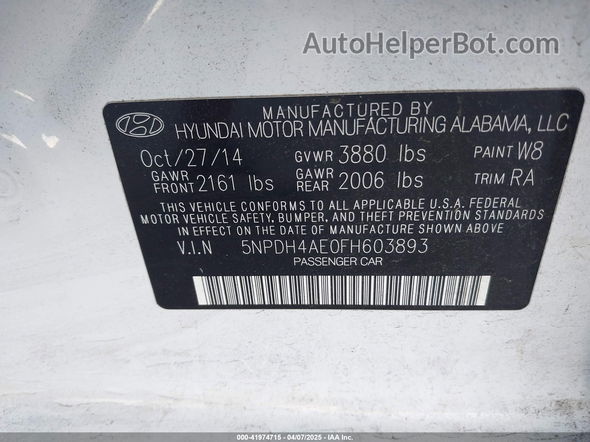 AutoHelperBot.com
MANUFACTURED BY
HYUNDAI MOTOR MANUFACTURING ALABAMA, LLC
Oct/27/14 GVWR 3880 lbs PAINT W8
GAWR FRONT 2161 lbs GAWR REAR 2006 lbs TRIM RA
THIS VEHICLE CONFORMS TO ALL APPLICABLE U.S.A. FEDERAL
MOTOR VEHICLE SAFETY, BUMPER, AND THEFT PREVENTION STANDARDS
IN EFFECT ON THE DATE OF MANUFACTURE SHOWN ABOVE.
V.I.N 5NPDH4AE0FH603893
PASSENGER CAR
000-41974715 - 04/07/2025 - IAA Inc.